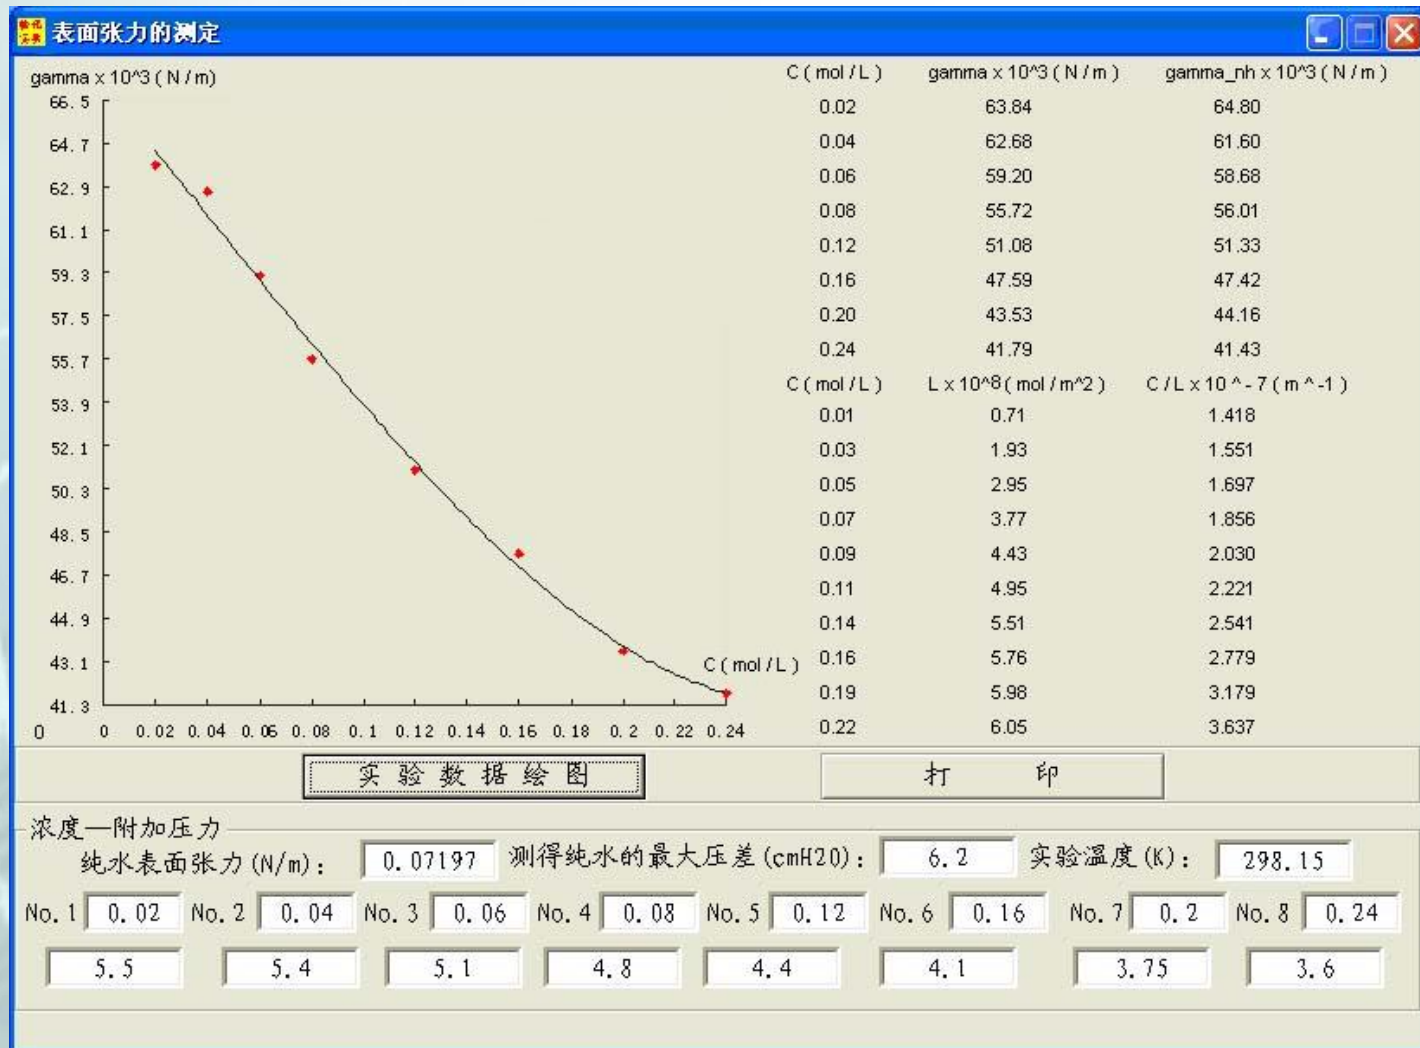 表面张力的测定
gamma x 10^3 ( N / m )
66.5
64.7
62.9
61.1
59.3
57.5
55.7
53.9
52.1
50.3
48.5
46.7
44.9
43.1
41.3
C ( mol / L )
0 0 0.02 0.04 0.06 0.08 0.1 0.12 0.14 0.16 0.18 0.2 0.22 0.24
C ( mol / L ) gamma x 10^3 ( N / m ) gamma_nh x 10^3 ( N / m )
0.02 63.84 64.80
0.04 62.68 61.60
0.06 59.20 58.68
0.08 55.72 56.01
0.12 51.08 51.33
0.16 47.59 47.42
0.20 43.53 44.16
0.24 41.79 41.43
C ( mol / L ) L x 10^8 ( mol / m^2 ) C / L x 10 ^ - 7 ( m ^ -1 )
0.01 0.71 1.418
0.03 1.93 1.551
0.05 2.95 1.697
0.07 3.77 1.856
0.09 4.43 2.030
0.11 4.95 2.221
0.14 5.51 2.541
0.16 5.76 2.779
0.19 5.98 3.179
0.22 6.05 3.637
实 验 数 据 绘 图 打 印
浓度—附加压力
纯水表面张力(N/m): 0.07197 测得纯水的最大压差(cmH2O): 6.2 实验温度(K): 298.15
No.1 0.02 No.2 0.04 No.3 0.06 No.4 0.08 No.5 0.12 No.6 0.16 No.7 0.2 No.8 0.24
5.5 5.4 5.1 4.8 4.4 4.1 3.75 3.6